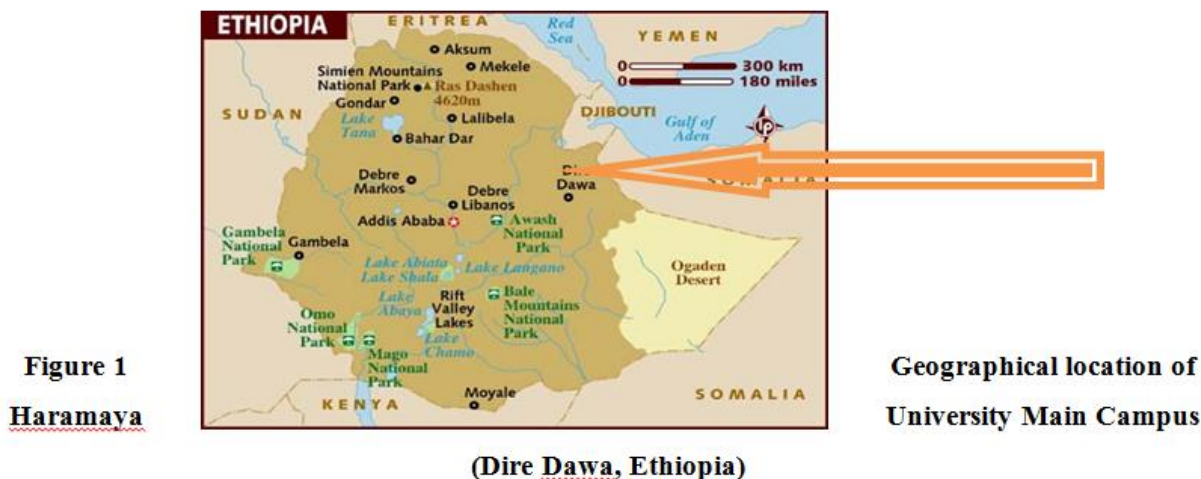 ETHIOPIA
ERITREA
Red
Sea
YEMEN
Aksum
Mekele
0 300 km
0 180 miles
Simien Mountains
National Park
Ras Dashen
4620m
Gondar
SUDAN
Lake
Tana
Lalibela
DJIBOUTI
Gulf of
Aden
Bahar Dar
Debre
Markos
Dire
Dawa
SOMALIA
Debre
Libanos
Addis Ababa
Awash
National
Park
Gambela
National
Park
Gambela
Lake Abiata
Lake Shala
Lake Langano
Ogaden
Desert
Lake
Abaya
Rift
Valley
Lakes
Bale
Mountains
National
Park
Omo
National
Park
Mago
National
Park
Lake
Chamo
Moyale
KENYA
SOMALIA
Figure 1 Geographical location of
Haramaya University Main Campus
(Dire Dawa, Ethiopia)